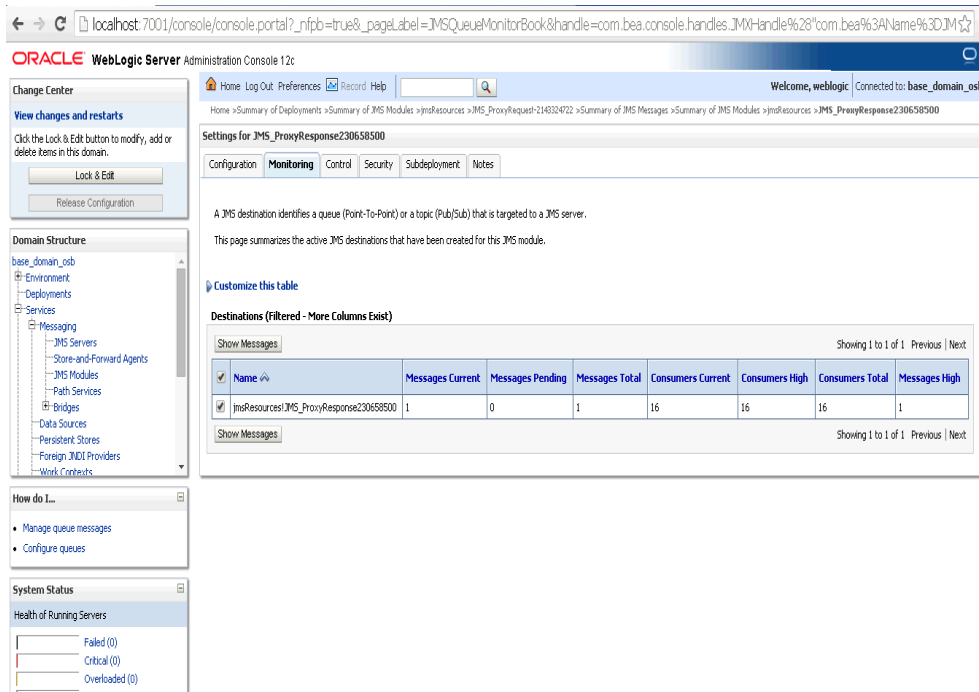 localhost:7001/console/console.portal?_nfpb=true&_pageLabel=JMSQueueMonitorBook&handle=com.bea.console.handles.JMXHandle%28"com.bea%3AName%3DJM
ORACLE WebLogic Server Administration Console 12c
Change Center
View changes and restarts
Click the Lock & Edit button to modify, add or
delete items in this domain.
Lock & Edit
Release Configuration
Domain Structure
base_domain_osb
Environment
Deployments
Services
Messaging
JMS Servers
Store-and-Forward Agents
JMS Modules
Path Services
Bridges
Data Sources
Persistent Stores
Foreign JNDI Providers
Work Contexts
How do I...
Manage queue messages
Configure queues
System Status
Health of Running Servers
Failed (0)
Critical (0)
Overloaded (0)
Home Log Out Preferences Record Help
Welcome, weblogic Connected to: base_domain_osb
Home >Summary of Deployments >Summary of JMS Modules >jmsResources >JMS_ProxyRequest-2143324722 >Summary of JMS Messages >Summary of JMS Modules >jmsResources >JMS_ProxyResponse230658500
Settings for JMS_ProxyResponse230658500
Configuration Monitoring Control Security Subdeployment Notes
A JMS destination identifies a queue (Point-To-Point) or a topic (Pub/Sub) that is targeted to a JMS server.
This page summarizes the active JMS destinations that have been created for this JMS module.
Customize this table
Destinations (Filtered - More Columns Exist)
Show Messages Showing 1 to 1 of 1 Previous | Next
Name Messages Current Messages Pending Messages Total Consumers Current Consumers High Consumers Total Messages High
jmsResources!JMS_ProxyResponse230658500 1 0 1 16 16 16 1
Show Messages Showing 1 to 1 of 1 Previous | Next